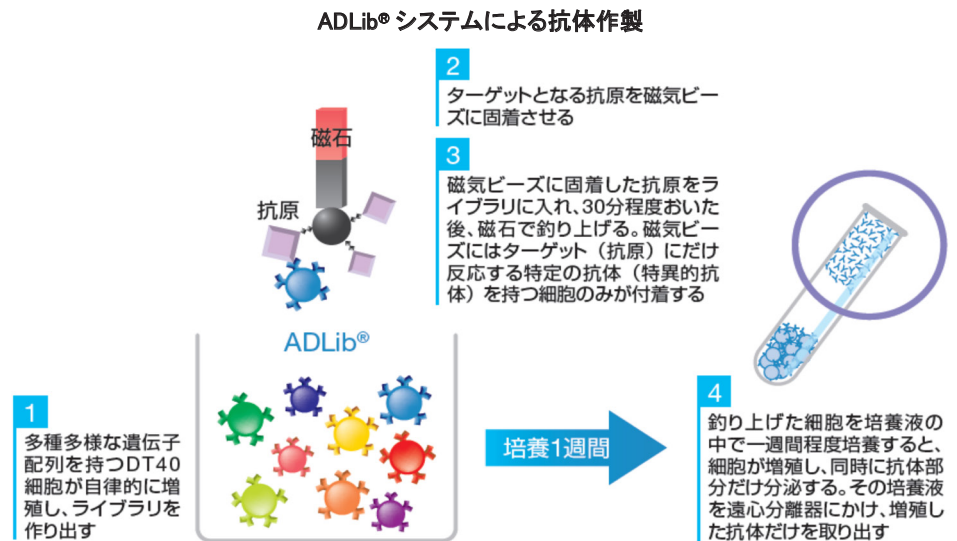 ADLib® システムによる抗体作製
2
ターゲットとなる抗原を磁気ビー
ズに固着させる
磁石
3
磁気ビーズに固着した抗原をラ
イブラリに入れ、30分程度おいた
後、磁石で釣り上げる。磁気ビー
ズにはターゲット（抗原）にだけ
反応する特定の抗体（特異的抗
体）を持つ細胞のみが付着する
抗原
ADLib®
1
多種多様な遺伝子
配列を持つDT40
細胞が自律的に増
殖し、ライブラリを
作り出す
培養1週間
4
釣り上げた細胞を培養液の
中で一週間程度培養すると、
細胞が増殖し、同時に抗体部
分だけ分泌する。その培養液
を遠心分離器にかけ、増殖し
た抗体だけを取り出す